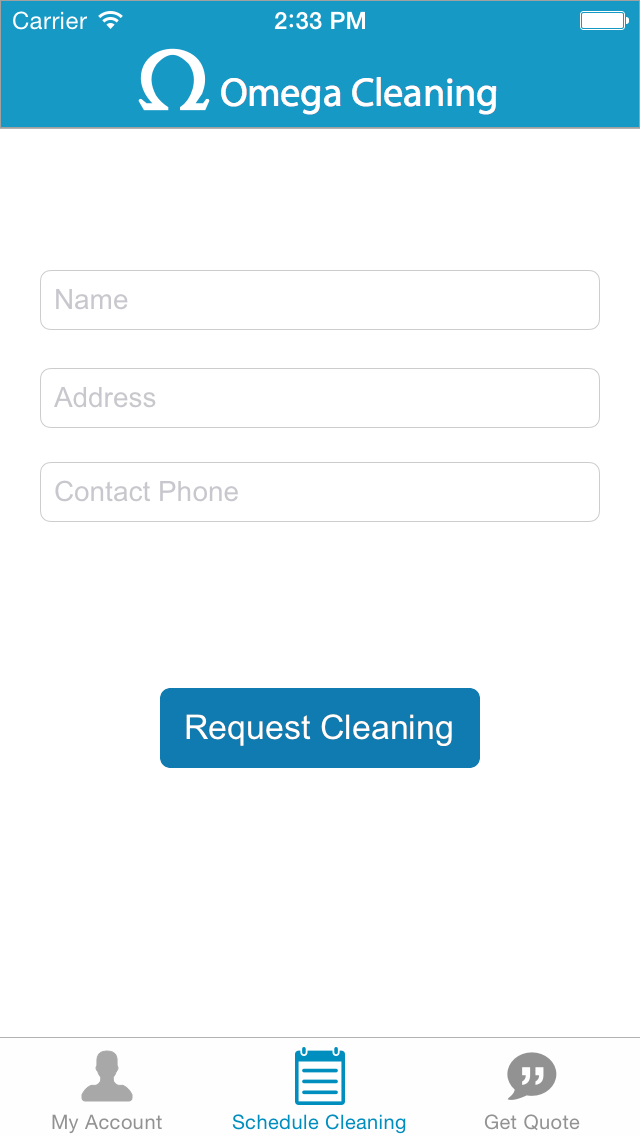 Carrier 2:33 PM
Ω Omega Cleaning
Name
Address
Contact Phone
Request Cleaning
My Account Schedule Cleaning Get Quote